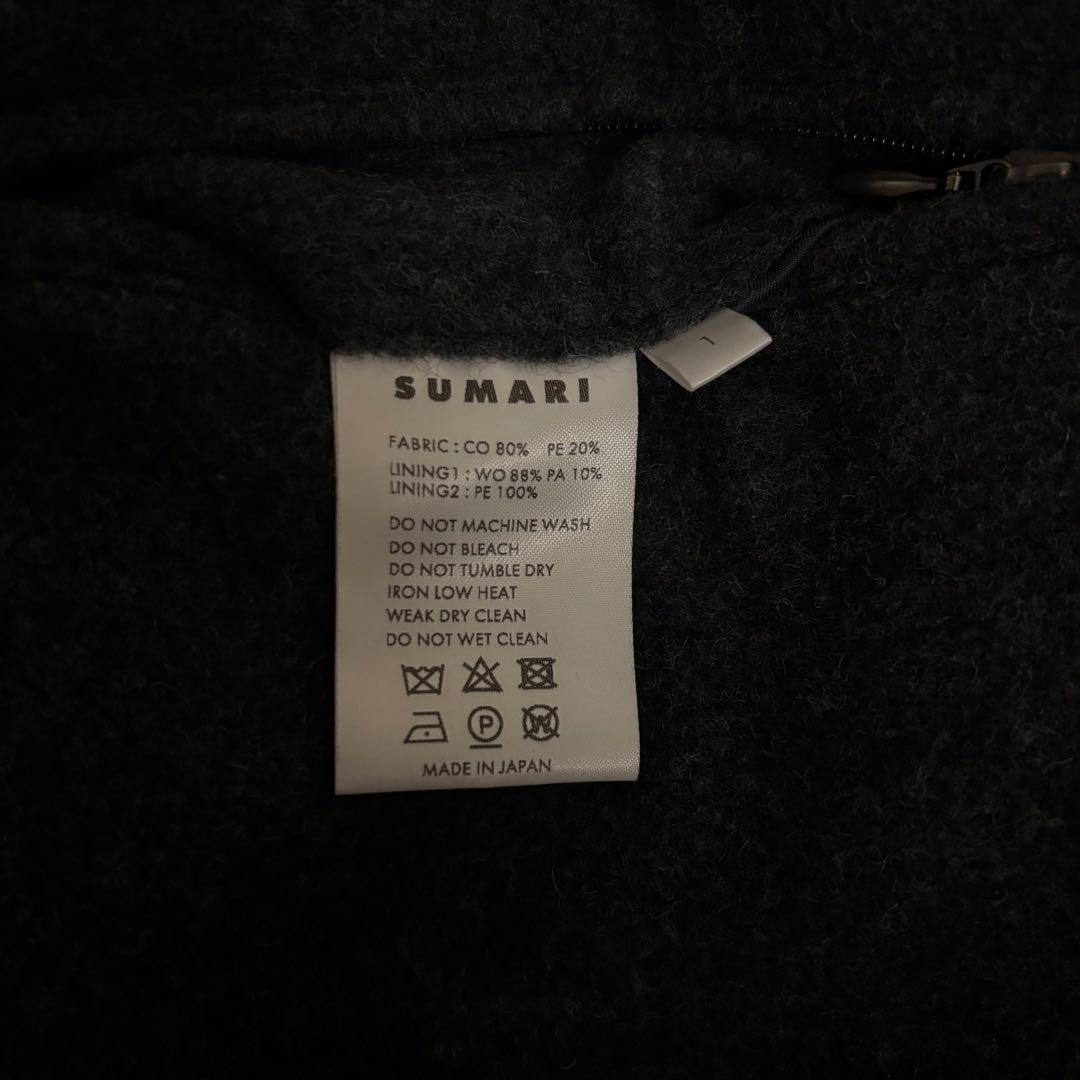 1
SUMARI
FABRIC : CO 80% PE 20%
LINING1 : WO 88% PA 10%
LINING2 : PE 100%
DO NOT MACHINE WASH
DO NOT BLEACH
DO NOT TUMBLE DRY
IRON LOW HEAT
WEAK DRY CLEAN
DO NOT WET CLEAN
P W
MADE IN JAPAN